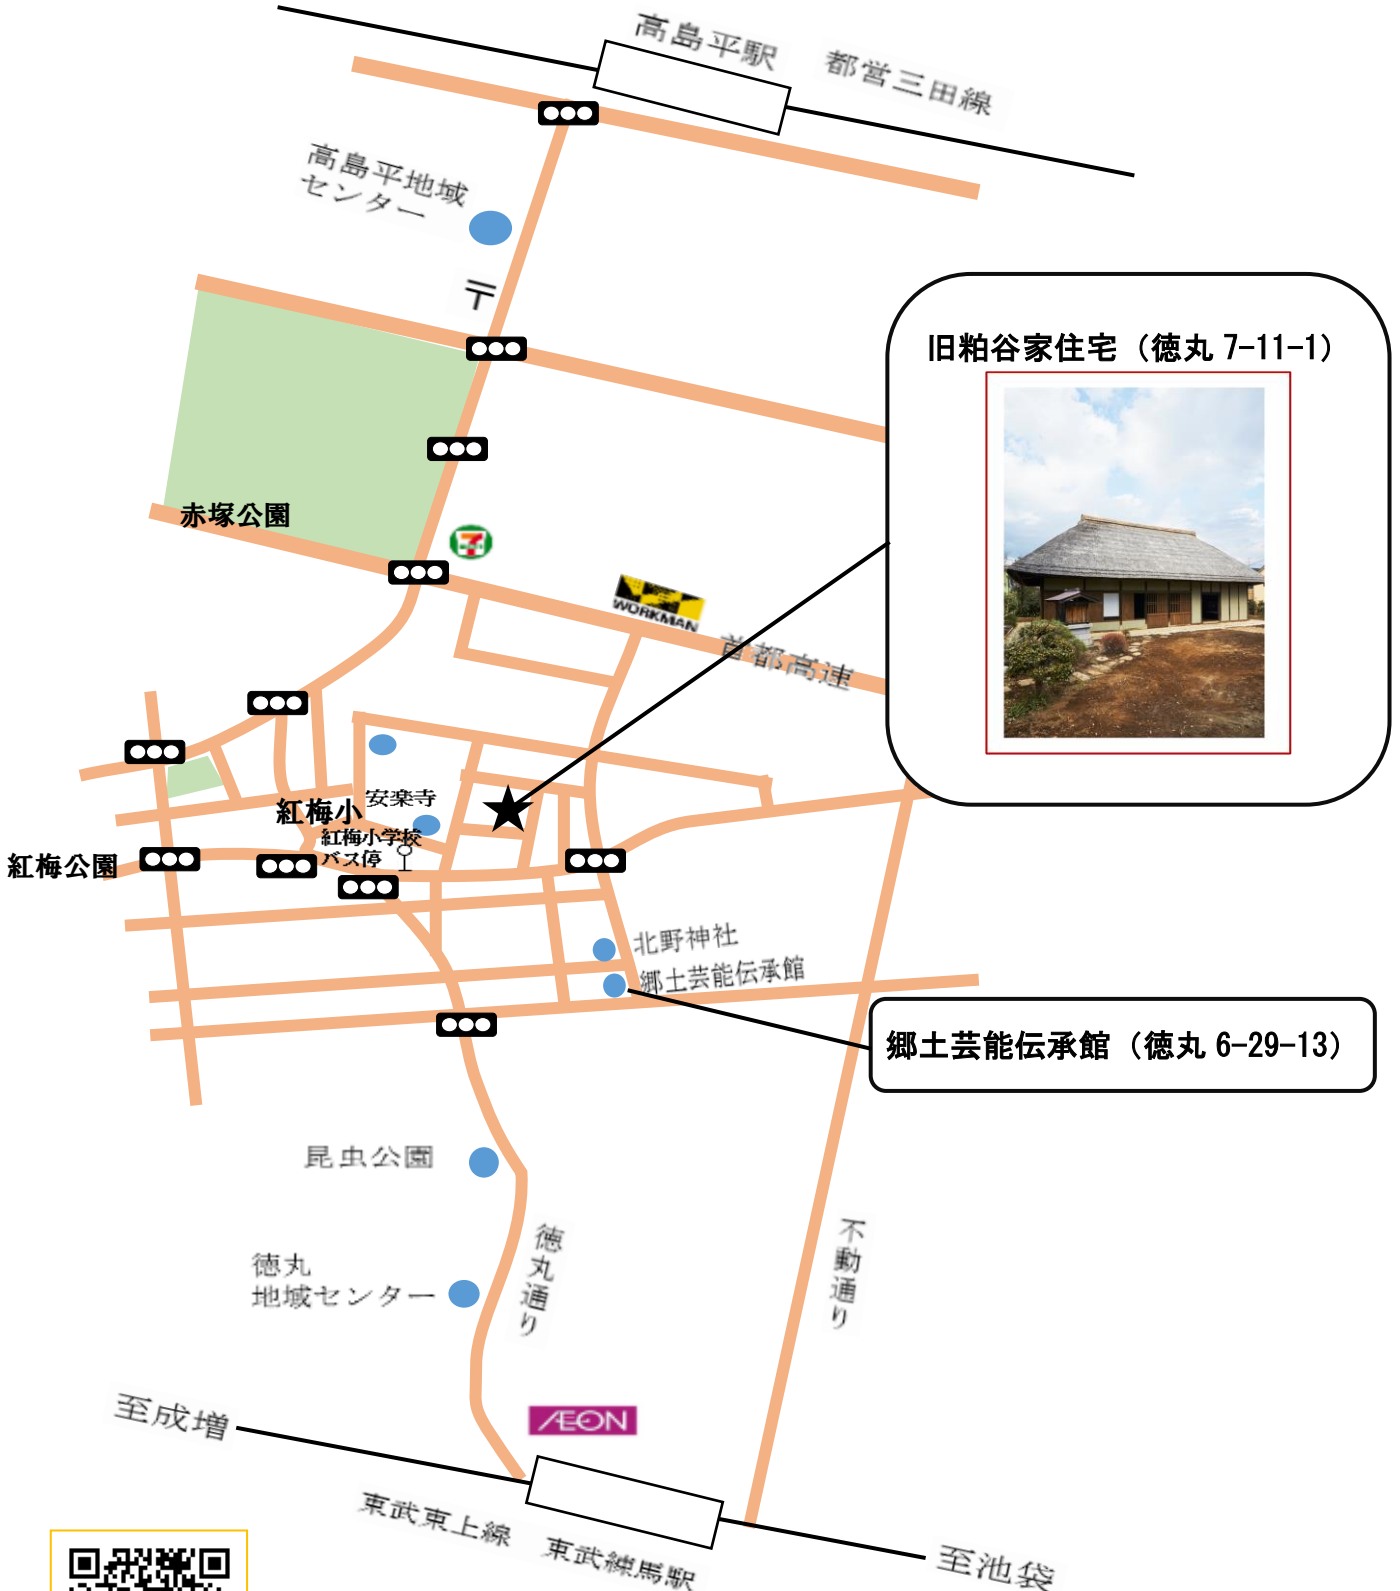 高島平駅 都営三田線
高島平地域
センター
〒
旧粕谷家住宅（徳丸 7-11-1）
赤塚公園
7
WORKMAN
首都高速
安楽寺
紅梅小
紅梅小学校
バス停
紅梅公園
北野神社
郷土芸能伝承館
郷土芸能伝承館（徳丸 6-29-13）
昆虫公園
徳丸通り
不動通り
徳丸
地域センター
至成増
ÆON
東武東上線 東武練馬駅
至池袋